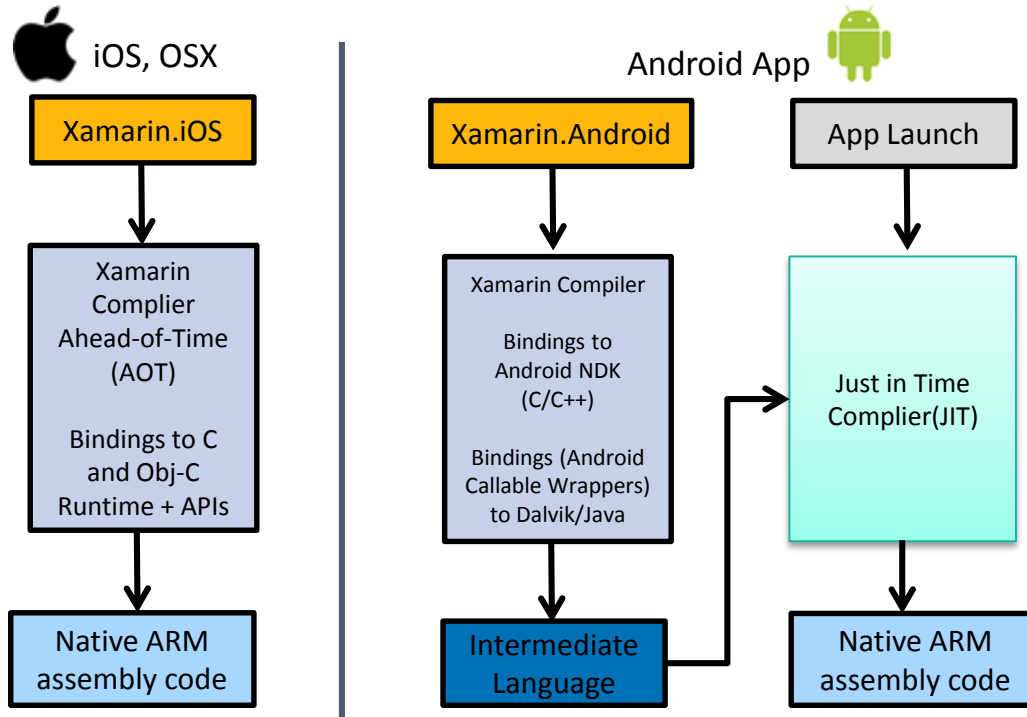 iOS, OSX
Xamarin.iOS
Xamarin
Complier
Ahead-of-Time
(AOT)
Bindings to C
and Obj-C
Runtime + APIs
Native ARM
assembly code
Android App
Xamarin.Android
Xamarin Compiler
Bindings to
Android NDK
(C/C++)
Bindings (Android
Callable Wrappers)
to Dalvik/Java
Intermediate
Language
App Launch
Just in Time
Complier(JIT)
Native ARM
assembly code